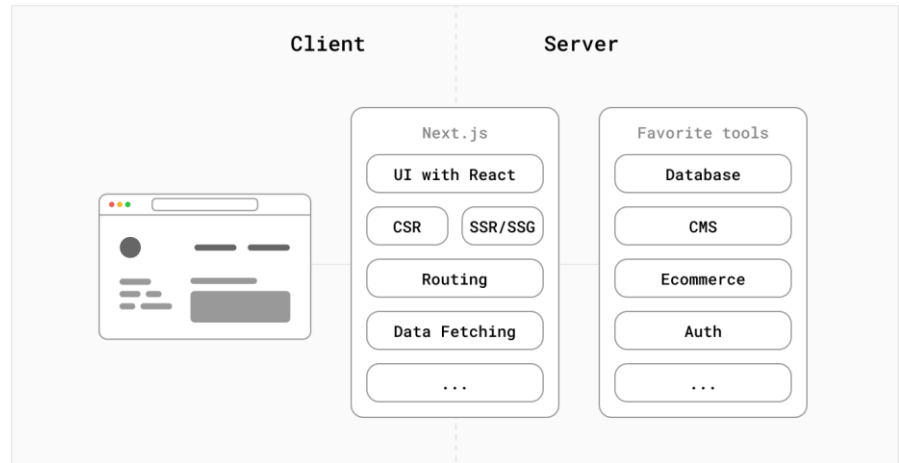 Client
Server
Next.js
UI with React
CSR
SSR/SSG
Routing
Data Fetching
...
Favorite tools
Database
CMS
Ecommerce
Auth
...